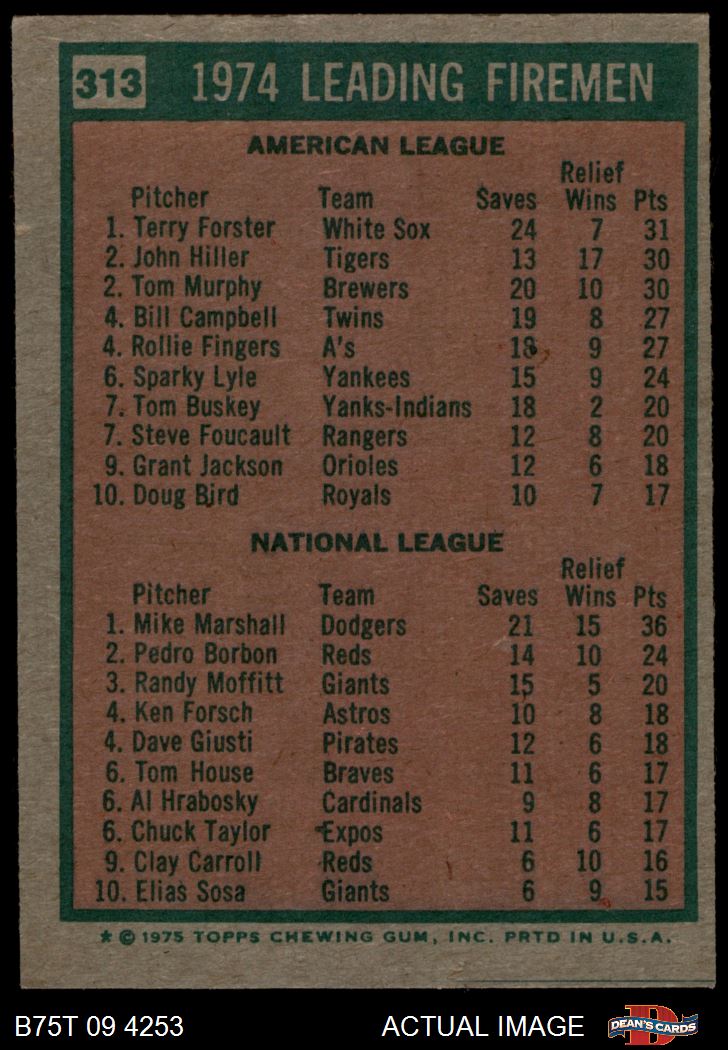 313 1974 LEADING FIREMEN
AMERICAN LEAGUE
Relief
Pitcher Team Saves Wins Pts
1. Terry Forster White Sox 24 7 31
2. John Hiller Tigers 13 17 30
2. Tom Murphy Brewers 20 10 30
4. Bill Campbell Twins 19 8 27
4. Rollie Fingers A's 18 9 27
6. Sparky Lyle Yankees 15 9 24
7. Tom Buskey Yanks-Indians 18 2 20
7. Steve Foucault Rangers 12 8 20
9. Grant Jackson Orioles 12 6 18
10. Doug Bird Royals 10 7 17
NATIONAL LEAGUE
Relief
Pitcher Team Saves Wins Pts
1. Mike Marshall Dodgers 21 15 36
2. Pedro Borbon Reds 14 10 24
3. Randy Moffitt Giants 15 5 20
4. Ken Forsch Astros 10 8 18
4. Dave Giusti Pirates 12 6 18
6. Tom House Braves 11 6 17
6. Al Hrabosky Cardinals 9 8 17
6. Chuck Taylor Expos 11 6 17
9. Clay Carroll Reds 6 10 16
10. Elias Sosa Giants 6 9 15
* © 1975 TOPPS CHEWING GUM, INC. PRTD IN U.S.A.
B75T 09 4253 ACTUAL IMAGE D DEAN'S CARDS